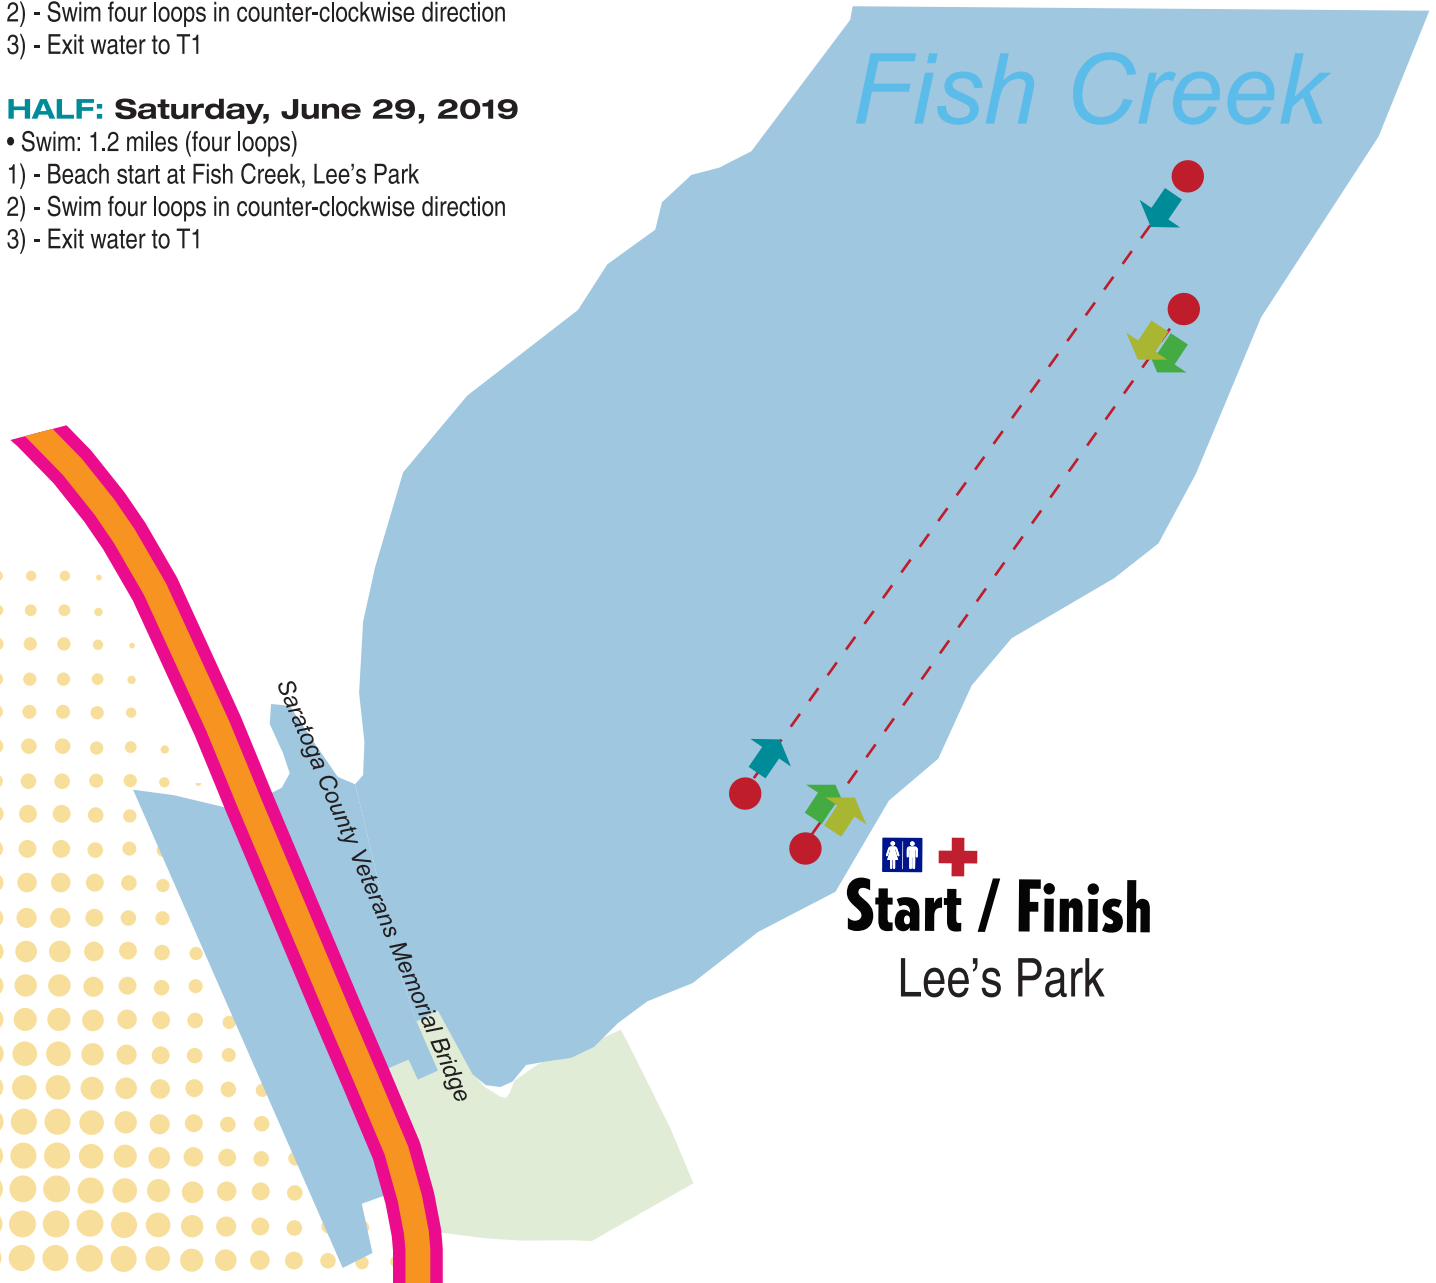 2) - Swim four loops in counter-clockwise direction
3) - Exit water to T1
HALF: Saturday, June 29, 2019
• Swim: 1.2 miles (four loops)
1) - Beach start at Fish Creek, Lee's Park
2) - Swim four loops in counter-clockwise direction
3) - Exit water to T1
Fish Creek
Saratoga County Veterans Memorial Bridge
Start / Finish
Lee's Park